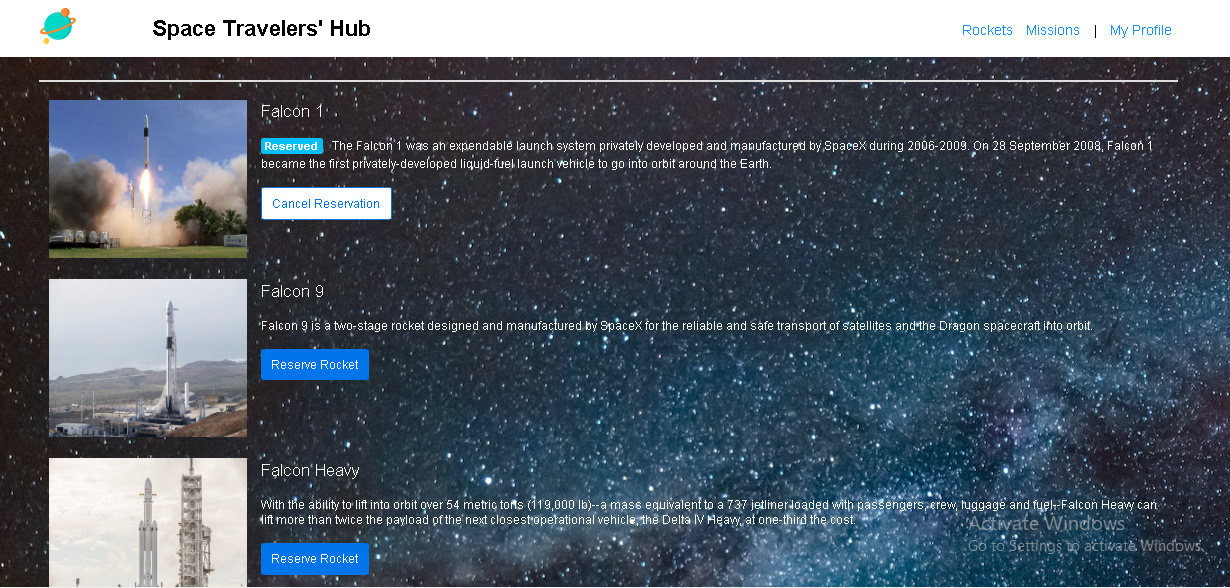 Space Travelers' Hub
Rockets Missions | My Profile
Falcon 1
Reserved The Falcon 1 was an expendable launch system privately developed and manufactured by SpaceX during 2006-2009. On 28 September 2008, Falcon 1
became the first privately-developed liquid-fuel launch vehicle to go into orbit around the Earth.
Cancel Reservation
Falcon 9
Falcon 9 is a two-stage rocket designed and manufactured by SpaceX for the reliable and safe transport of satellites and the Dragon spacecraft into orbit.
Reserve Rocket
Falcon Heavy
With the ability to lift into orbit over 54 metric tons (119,000 lb)--a mass equivalent to a 737 jetliner loaded with passengers, crew, luggage and fuel--Falcon Heavy can
lift more than twice the payload of the next closest operational vehicle, the Delta IV Heavy, at one-third the cost.
Reserve Rocket
Activate Windows
Go to Settings to activate Windows.